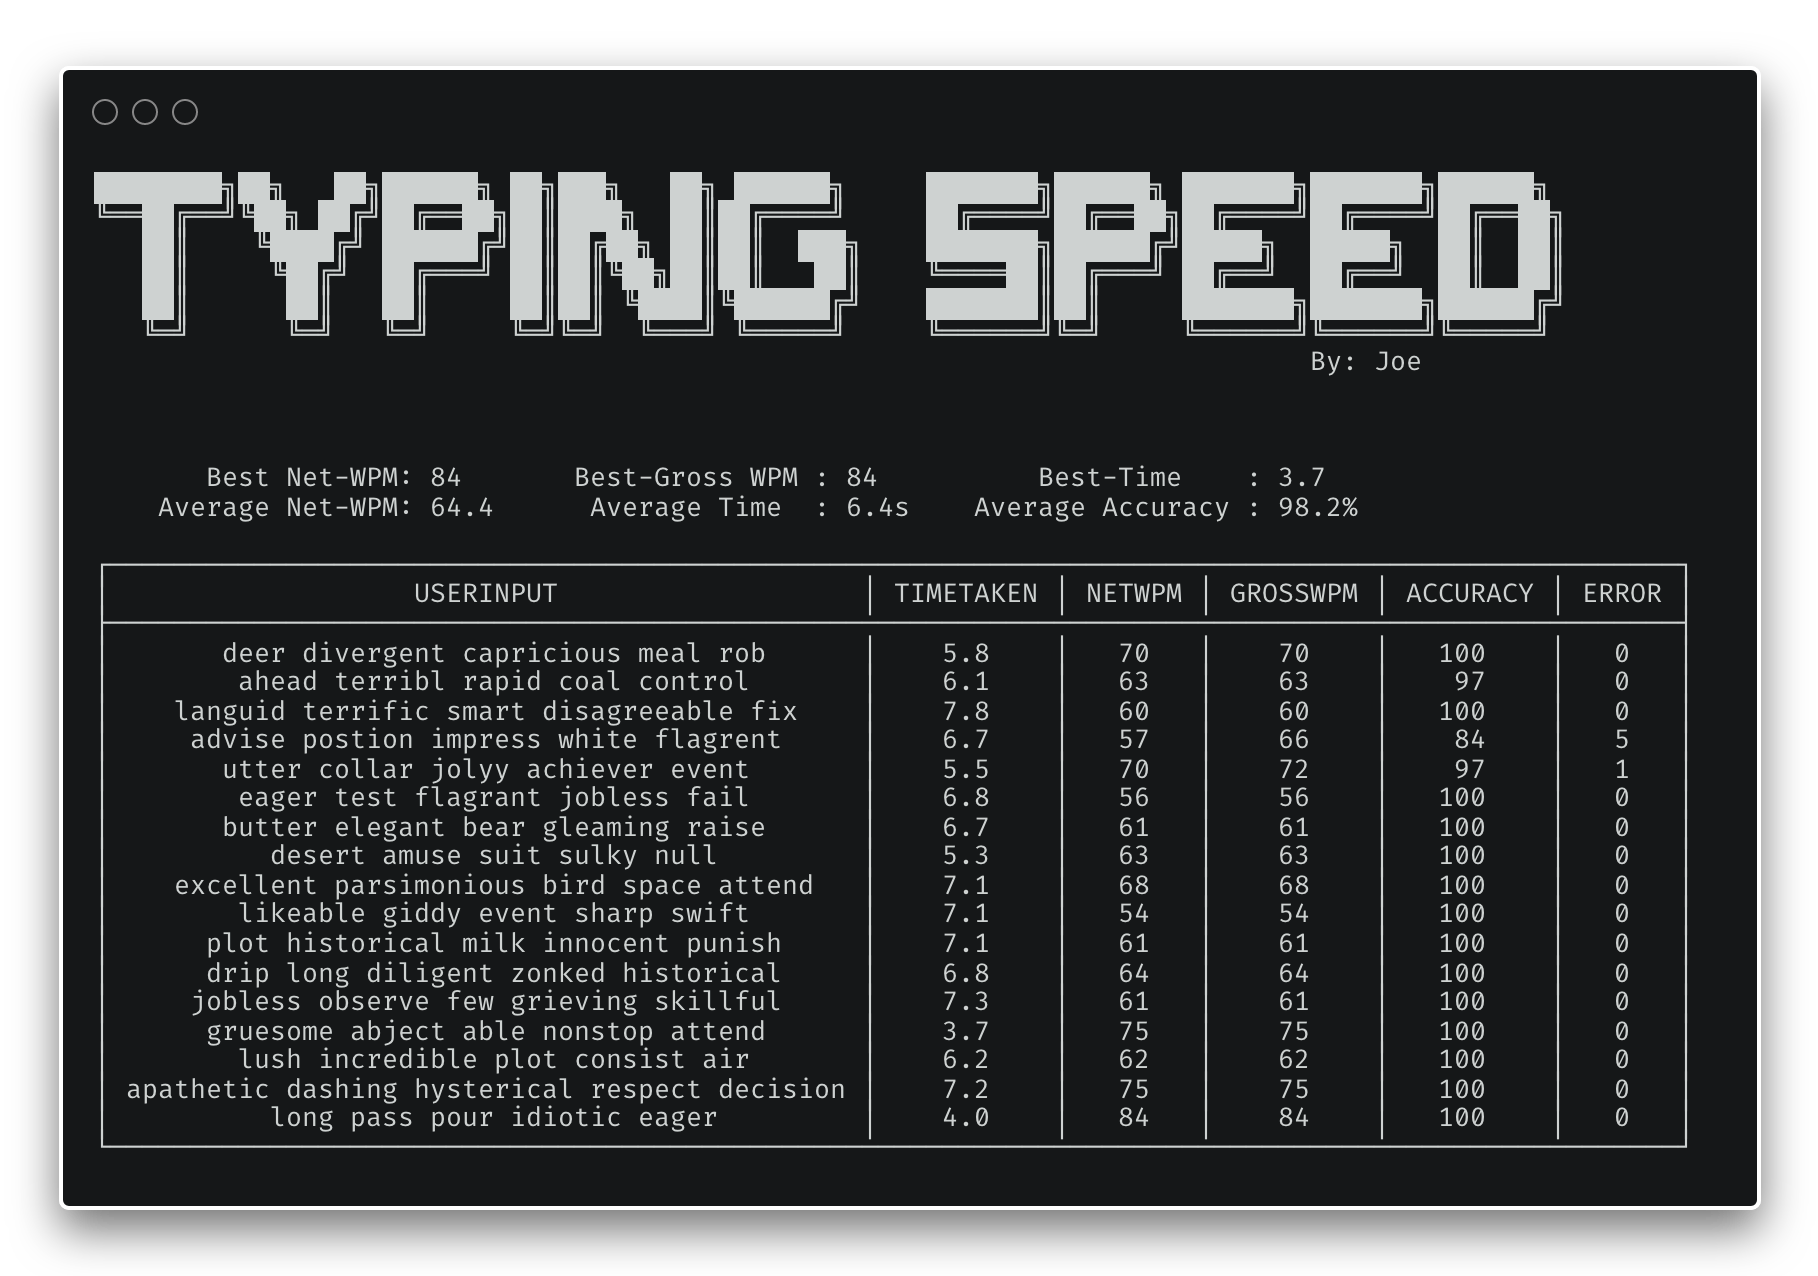 TYPING SPEED
By: Joe
Best Net-WPM: 84 Best-Gross WPM : 84 Best-Time : 3.7
Average Net-WPM: 64.4 Average Time : 6.4s Average Accuracy : 98.2%
USERINPUT TIMETAKEN NETWPM GROSSWPM ACCURACY ERROR
deer divergent capricious meal rob 5.8 70 70 100 0
ahead terribl rapid coal control 6.1 63 63 97 0
languid terrific smart disagreeable fix 7.8 60 60 100 0
advise postion impress white flagrent 6.7 57 66 84 5
utter collar jolyy achiever event 5.5 70 72 97 1
eager test flagrant jobless fail 6.8 56 56 100 0
butter elegant bear gleaming raise 6.7 61 61 100 0
desert amuse suit sulky null 5.3 63 63 100 0
excellent parsimonious bird space attend 7.1 68 68 100 0
likeable giddy event sharp swift 7.1 54 54 100 0
plot historical milk innocent punish 7.1 61 61 100 0
drip long diligent zonked historical 6.8 64 64 100 0
jobless observe few grieving skillful 7.3 61 61 100 0
gruesome abject able nonstop attend 3.7 75 75 100 0
lush incredible plot consist air 6.2 62 62 100 0
apathetic dashing hysterical respect decision 7.2 75 75 100 0
long pass pour idiotic eager 4.0 84 84 100 0